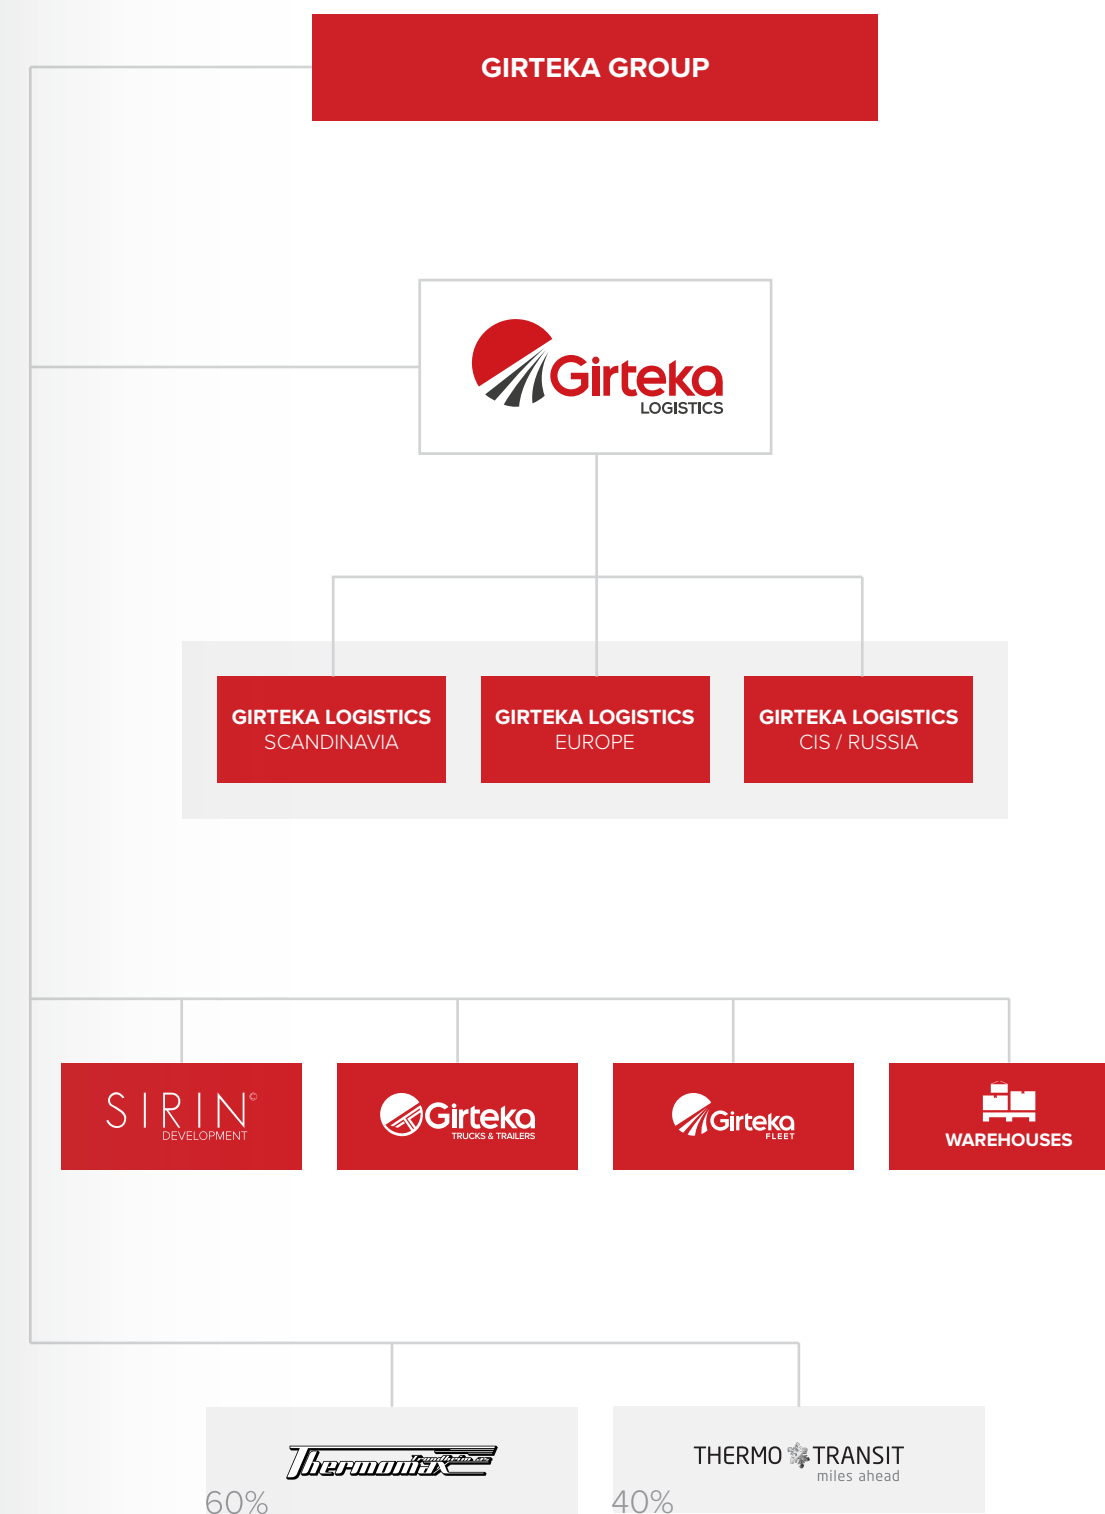 GIRTEKA GROUP
Girteka
LOGISTICS
GIRTEKA LOGISTICS
SCANDINAVIA
GIRTEKA LOGISTICS
EUROPE
GIRTEKA LOGISTICS
CIS / RUSSIA
SIRIN©
DEVELOPMENT
Girteka
TRUCKS & TRAILERS
Girteka
FLEET
WAREHOUSES
Thermomax
60%
THERMO TRANSIT
miles ahead
40%